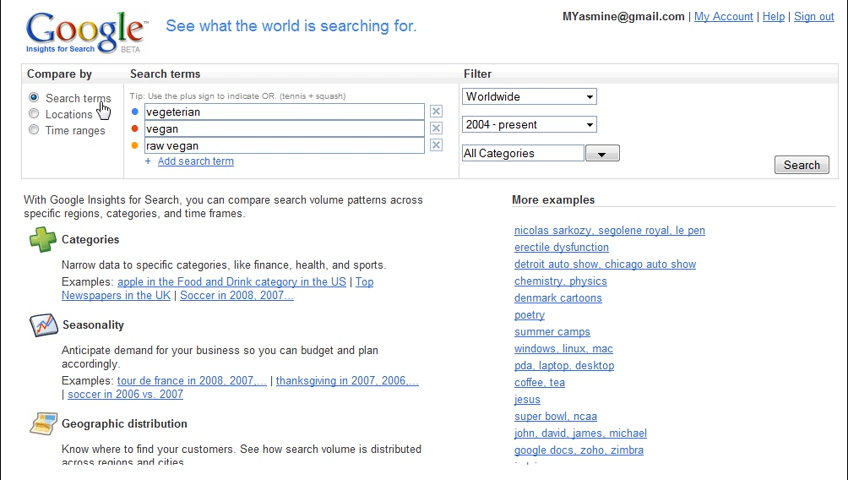 Google™
Insights for Search BETA
See what the world is searching for.
MYasmine@gmail.com | My Account | Help | Sign out
Compare by
Search terms
Locations
Time ranges
Search terms
Tip: Use the plus sign to indicate OR. (tennis + squash)
vegeterian
vegan
raw vegan
+ Add search term
Filter
Worldwide
2004 - present
All Categories
Search
With Google Insights for Search, you can compare search volume patterns across
specific regions, categories, and time frames.
Categories
Narrow data to specific categories, like finance, health, and sports.
Examples: apple in the Food and Drink category in the US | Top
Newspapers in the UK | Soccer in 2008, 2007...
Seasonality
Anticipate demand for your business so you can budget and plan
accordingly.
Examples: tour de france in 2008, 2007,... | thanksgiving in 2007, 2006,...
| soccer in 2006 vs. 2007
Geographic distribution
Know where to find your customers. See how search volume is distributed
across regions and cities.
More examples
nicolas sarkozy, segolene royal, le pen
erectile dysfunction
detroit auto show, chicago auto show
chemistry, physics
denmark cartoons
poetry
summer camps
windows, linux, mac
pda, laptop, desktop
coffee, tea
jesus
super bowl, ncaa
john, david, james, michael
google docs, zoho, zimbra